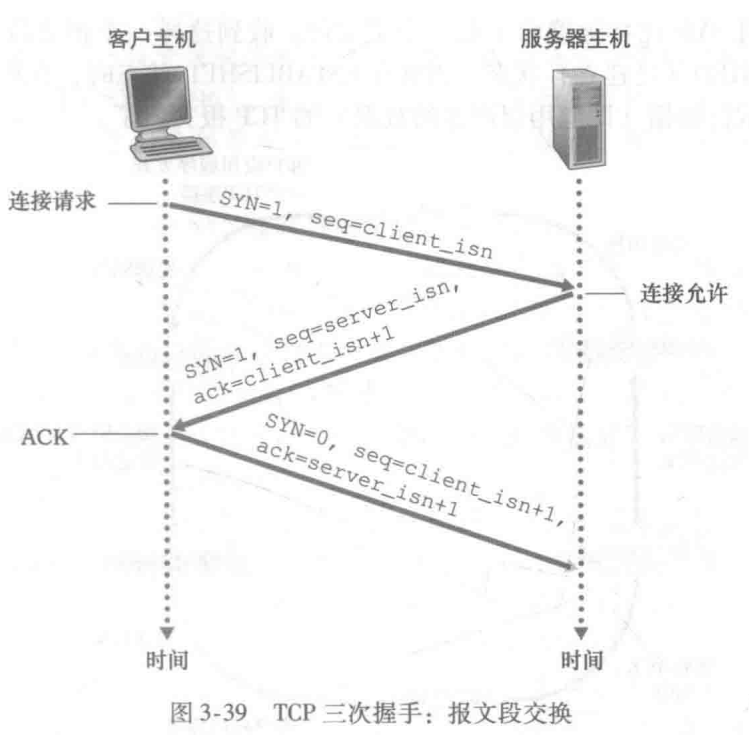 客户主机
服务器主机
连接请求
SYN=1, seq=client_isn
连接允许
SYN=1, seq=server_isn,
ack=client_isn+1
ACK
SYN=0, seq=client_isn+1,
ack=server_isn+1
时间
时间
图 3-39 TCP 三次握手：报文段交换